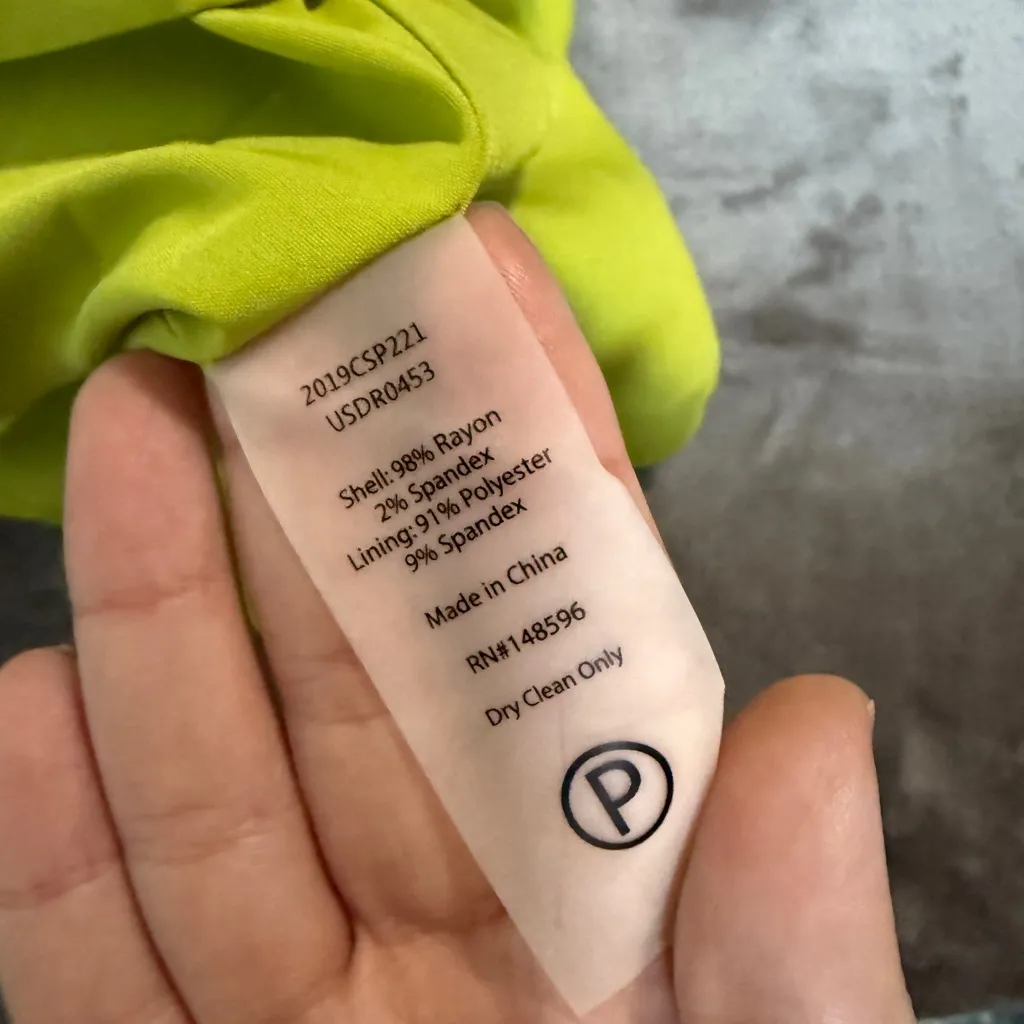 2019CSP221
USDR0453
Shell: 98% Rayon
2% Spandex
Lining: 91% Polyester
9% Spandex
Made in China
RN#148596
Dry Clean Only
P